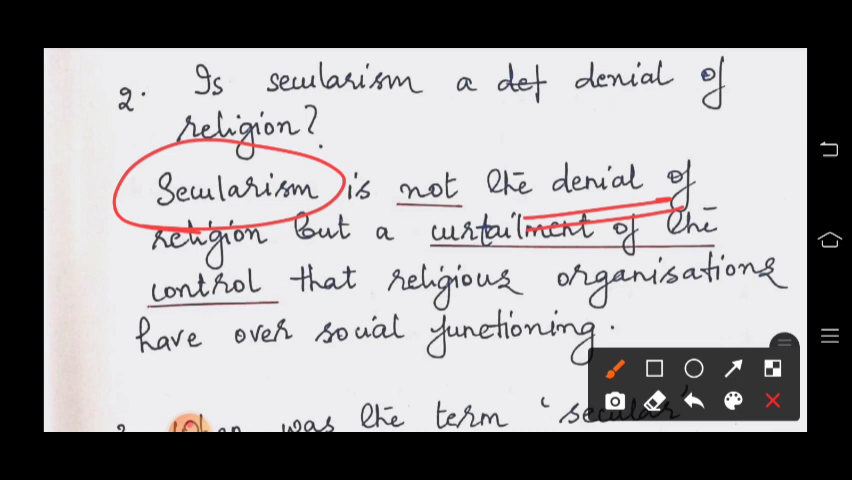 2. Is secularism a def denial of
religion?
Secularism is not the denial of
religion but a curtailment of the
control that religious organisations
have over social functioning.
was the term 'secular'